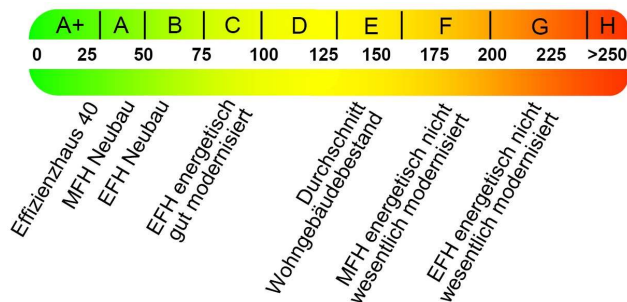 A+ A B C D E F G H
0 25 50 75 100 125 150 175 200 225 >250
Effizienzhaus 40
MFH Neubau
EFH Neubau
EFH energetisch
gut modernisiert
Durchschnitt
Wohngebäudebestand
MFH energetisch nicht
wesentlich modernisiert
EFH energetisch nicht
wesentlich modernisiert